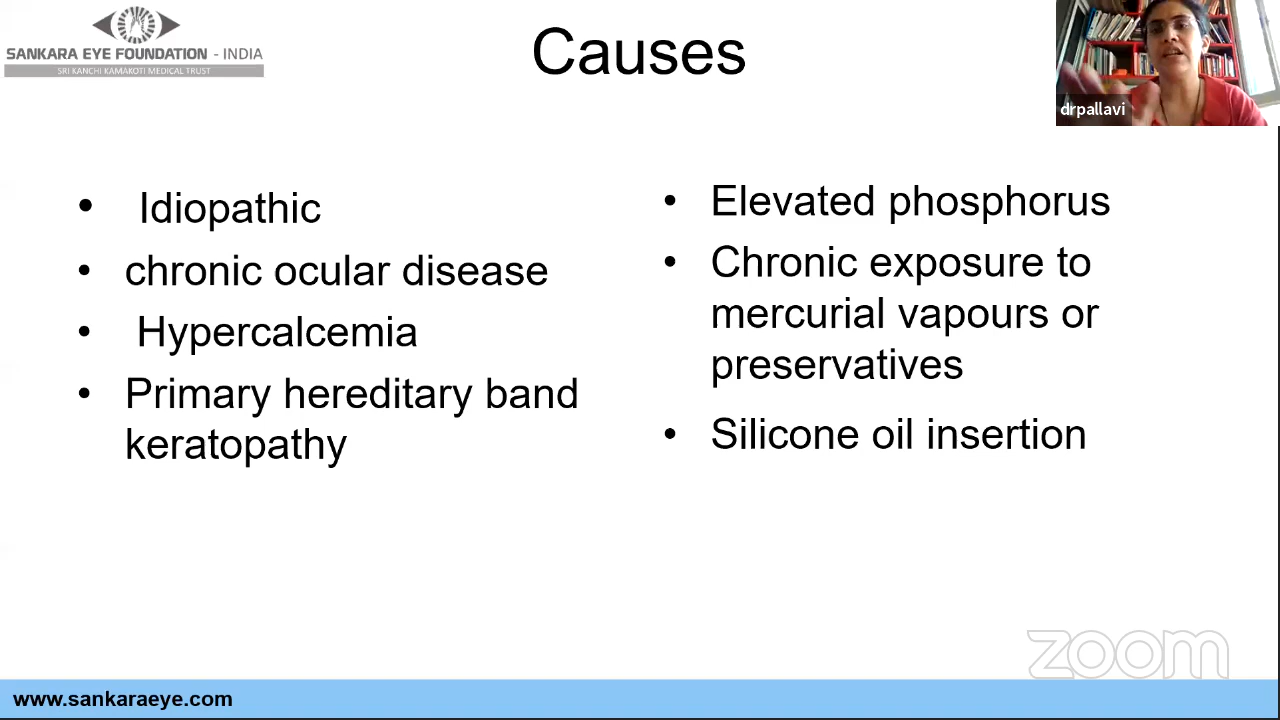 SANKARA EYE FOUNDATION - INDIA
SRI KANCHI KAMAKOTI MEDICAL TRUST
Causes
drpallavi
• Idiopathic
• chronic ocular disease
• Hypercalcemia
• Primary hereditary band
keratopathy
• Elevated phosphorus
• Chronic exposure to
mercurial vapours or
preservatives
• Silicone oil insertion
zoom
www.sankaraeye.com